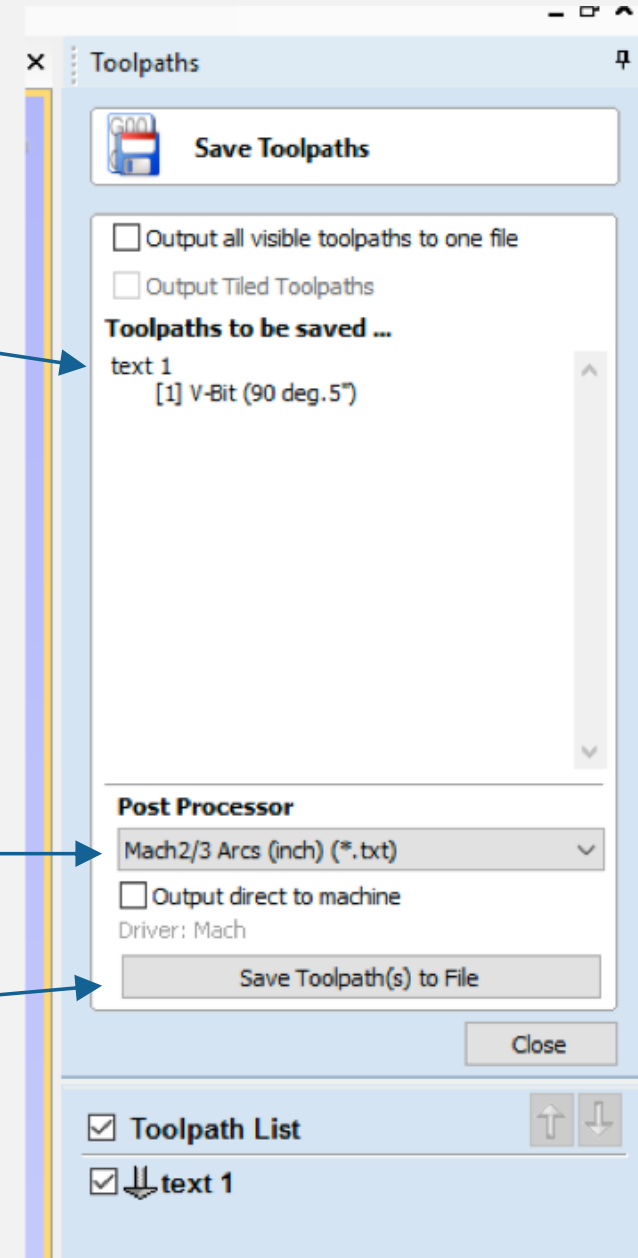 Toolpaths
G00
Save Toolpaths
Output all visible toolpaths to one file
Output Tiled Toolpaths
Toolpaths to be saved ...
text 1
[1] V-Bit (90 deg.5")
Post Processor
Mach2/3 Arcs (inch) (*.txt)
Output direct to machine
Driver: Mach
Save Toolpath(s) to File
Close
Toolpath List
text 1